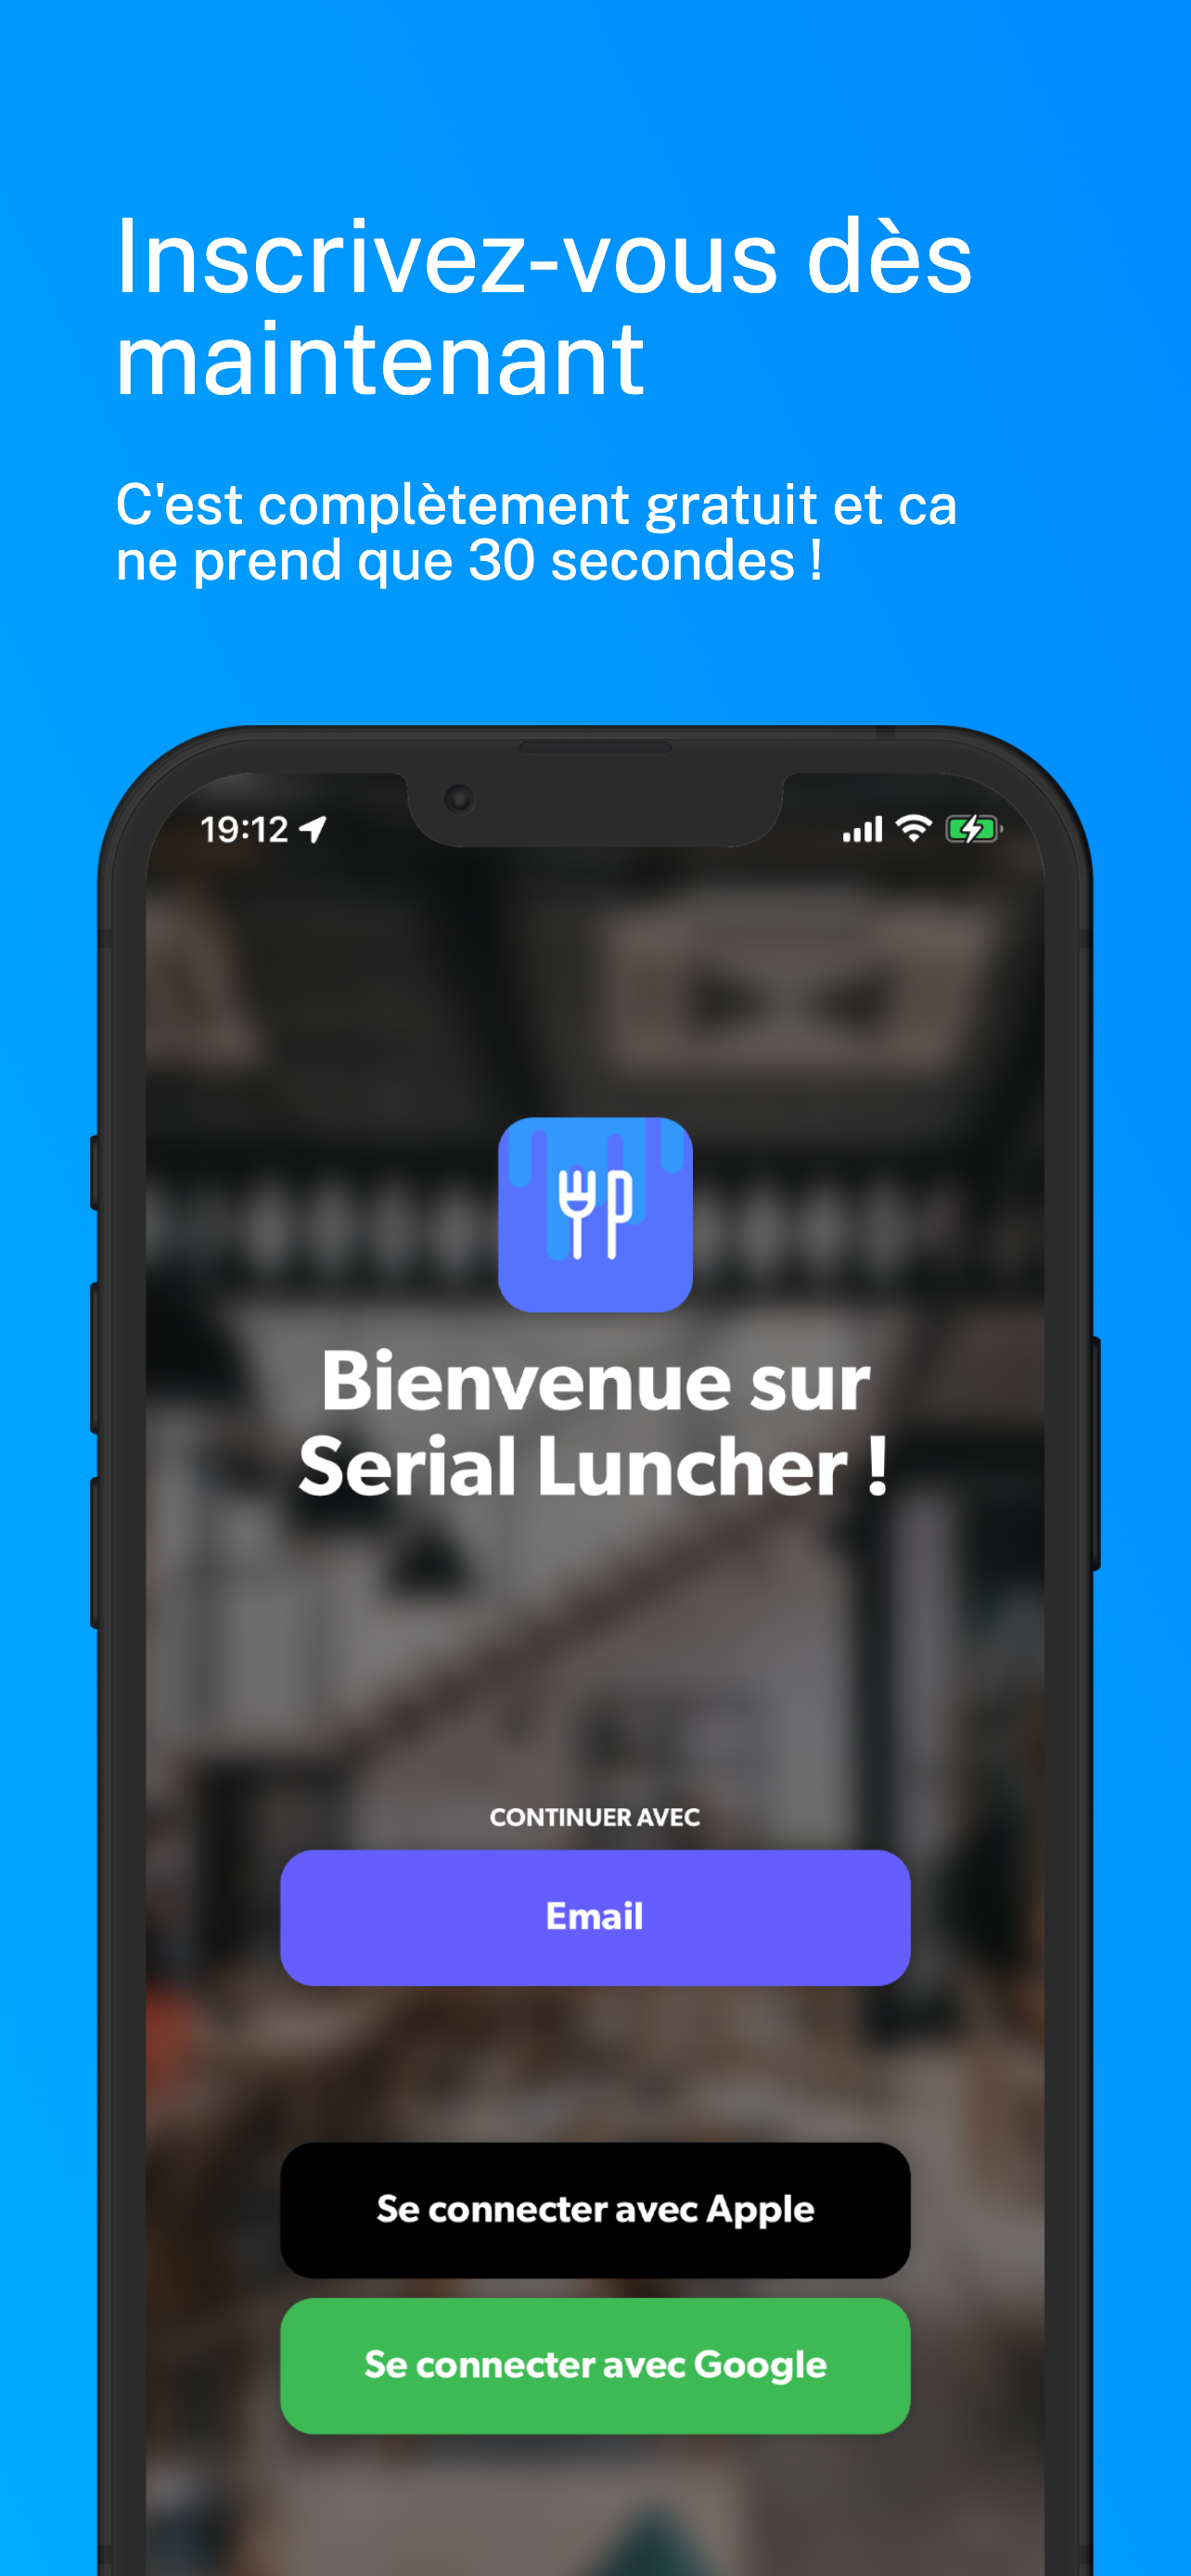 Inscrivez-vous dès
maintenant
C'est complètement gratuit et ca
ne prend que 30 secondes !
19:12
Bienvenue sur
Serial Luncher !
CONTINUER AVEC
Email
Se connecter avec Apple
Se connecter avec Google